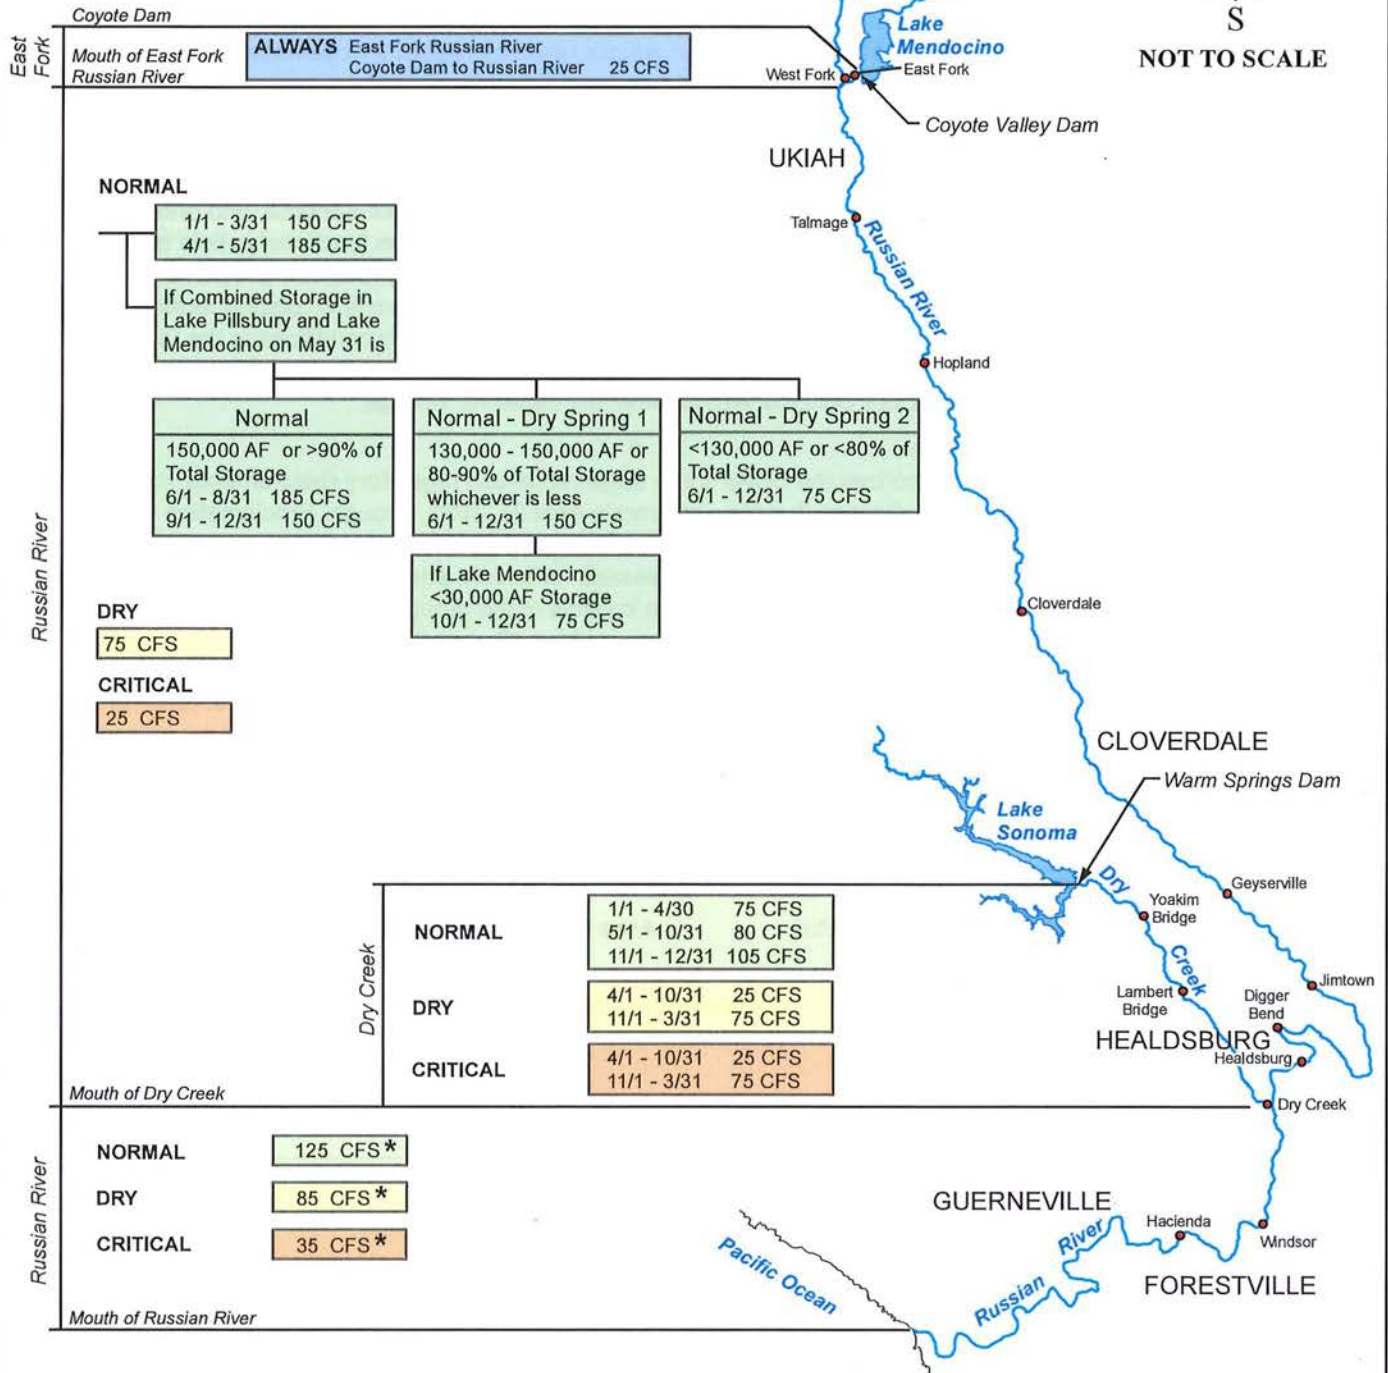 Coyote Dam
East
Fork
Mouth of East Fork
Russian River
ALWAYS East Fork Russian River
Coyote Dam to Russian River 25 CFS
Lake
Mendocino
S
NOT TO SCALE
West Fork
East Fork
Coyote Valley Dam
UKIAH
Talmage
Russian River
Hopland
NORMAL
1/1 - 3/31 150 CFS
4/1 - 5/31 185 CFS
If Combined Storage in
Lake Pillsbury and Lake
Mendocino on May 31 is
Normal
150,000 AF or >90% of
Total Storage
6/1 - 8/31 185 CFS
9/1 - 12/31 150 CFS
Normal - Dry Spring 1
130,000 - 150,000 AF or
80-90% of Total Storage
whichever is less
6/1 - 12/31 150 CFS
If Lake Mendocino
<30,000 AF Storage
10/1 - 12/31 75 CFS
Normal - Dry Spring 2
<130,000 AF or <80% of
Total Storage
6/1 - 12/31 75 CFS
Russian River
DRY
75 CFS
CRITICAL
25 CFS
Cloverdale
CLOVERDALE
Warm Springs Dam
Lake
Sonoma
Dry
Creek
Yoakim
Bridge
Geyserville
Lambert
Bridge
Digger
Bend
Jimtown
HEALDSBURG
Healdsburg
Dry Creek
Dry Creek
NORMAL
1/1 - 4/30 75 CFS
5/1 - 10/31 80 CFS
11/1 - 12/31 105 CFS
DRY
4/1 - 10/31 25 CFS
11/1 - 3/31 75 CFS
CRITICAL
4/1 - 10/31 25 CFS
11/1 - 3/31 75 CFS
Mouth of Dry Creek
Russian River
NORMAL
125 CFS*
DRY
85 CFS*
CRITICAL
35 CFS*
GUERNEVILLE
Hacienda
Windsor
FORESTVILLE
Russian River
Pacific Ocean
Mouth of Russian River